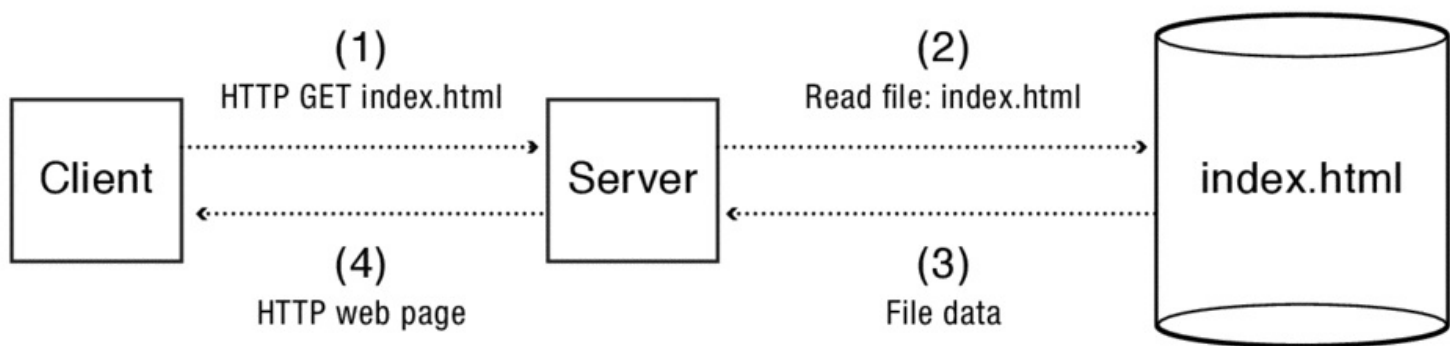 (1)
HTTP GET index.html
(2)
Read file: index.html
Client
Server
index.html
(4)
HTTP web page
(3)
File data